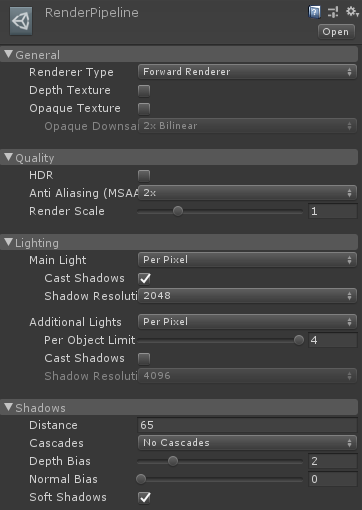 RenderPipeline
Open
General
Renderer Type Forward Renderer
Depth Texture
Opaque Texture
Opaque Downsa 2x Bilinear
Quality
HDR
Anti Aliasing (MSAA 2x
Render Scale 1
Lighting
Main Light Per Pixel
Cast Shadows
Shadow Resoluti 2048
Additional Lights Per Pixel
Per Object Limit 4
Cast Shadows
Shadow Resoluti 4096
Shadows
Distance 65
Cascades No Cascades
Depth Bias 2
Normal Bias 0
Soft Shadows